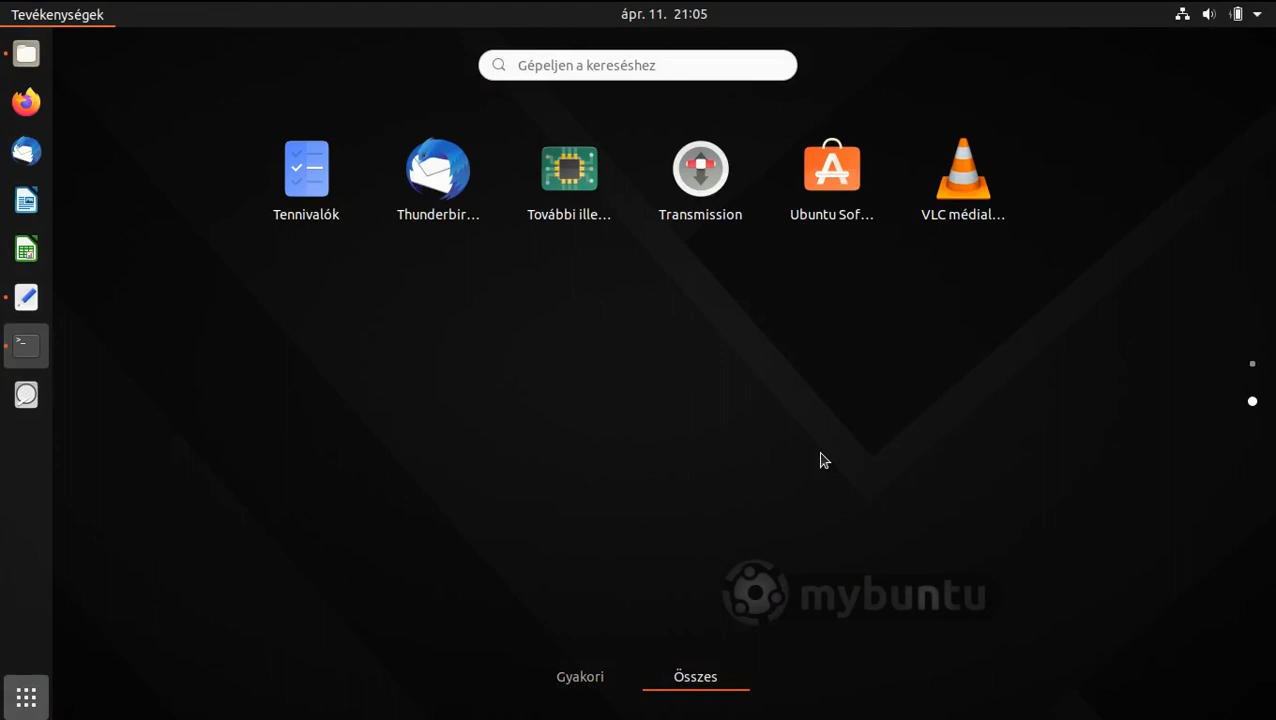 Tevékenységek
ápr. 11. 21:05
Gépeljen a kereséshez
Tennivalók
Thunderbir...
További ille...
Transmission
Ubuntu Sof...
VLC médial...
mybuntu
Gyakori
Összes